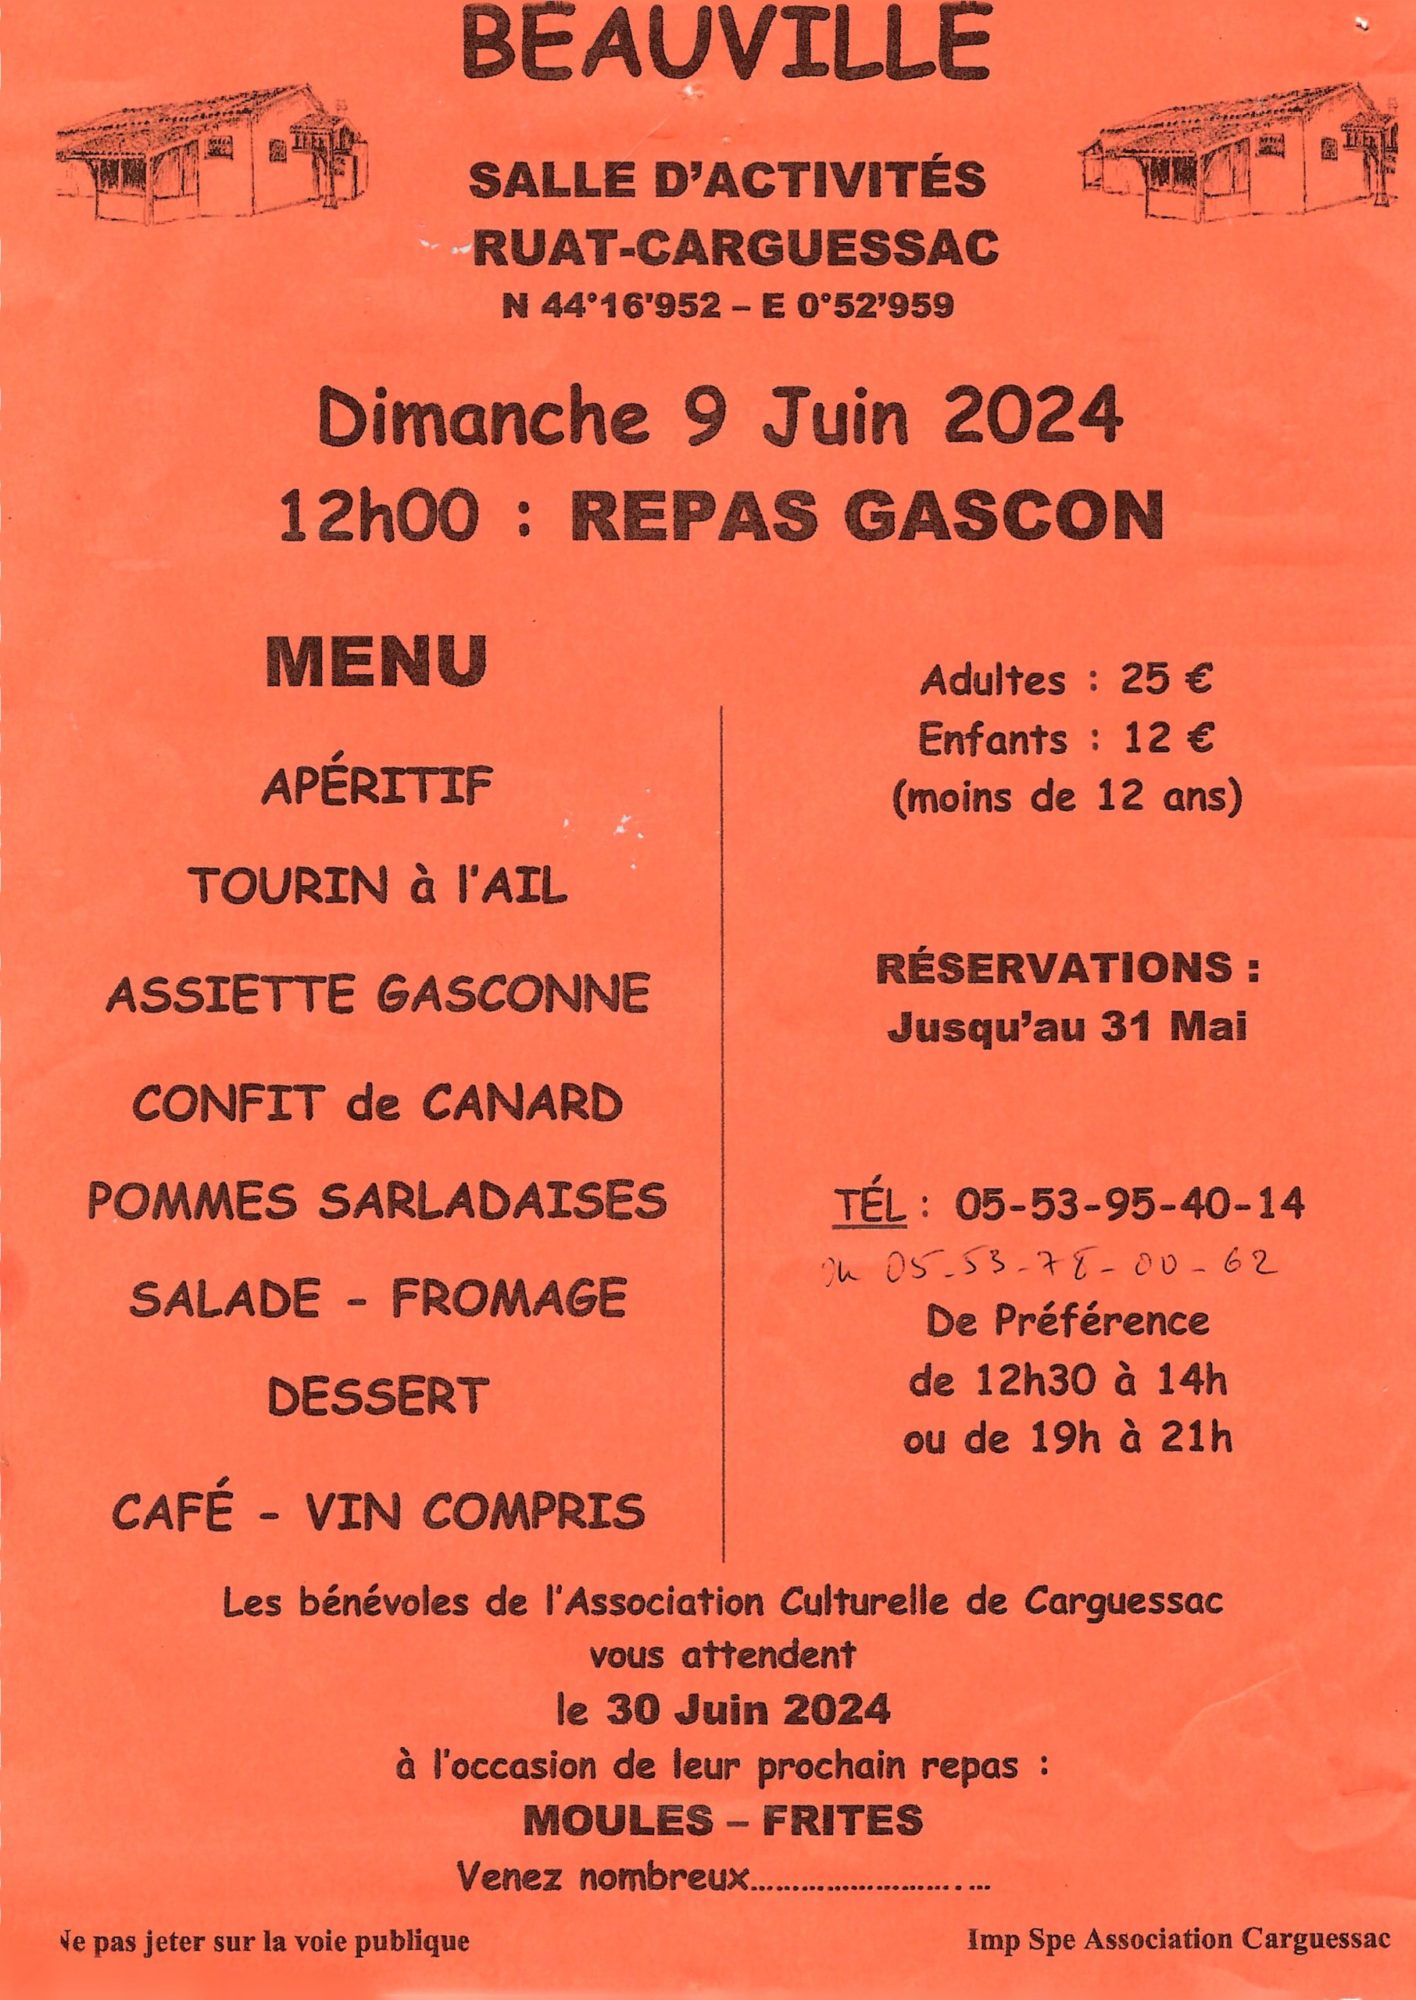 BEAUVILLE
SALLE D'ACTIVITÉS
RUAT-CARGUESSAC
N 44°16'952 – E 0°52'959
Dimanche 9 Juin 2024
12h00 : REPAS GASCON
MENU
APÉRITIF
TOURIN à l'AIL
ASSIETTE GASCONNE
CONFIT de CANARD
POMMES SARLADAISES
SALADE - FROMAGE
DESSERT
CAFÉ - VIN COMPRIS
Adultes : 25 €
Enfants : 12 €
(moins de 12 ans)
RÉSERVATIONS :
Jusqu'au 31 Mai
TÉL : 05-53-95-40-14
ou 05-53-78-00-62
De Préférence
de 12h30 à 14h
ou de 19h à 21h
Les bénévoles de l'Association Culturelle de Carguessac
vous attendent
le 30 Juin 2024
à l'occasion de leur prochain repas :
MOULES – FRITES
Venez nombreux…………………….…
Ne pas jeter sur la voie publique
Imp Spe Association Carguessac